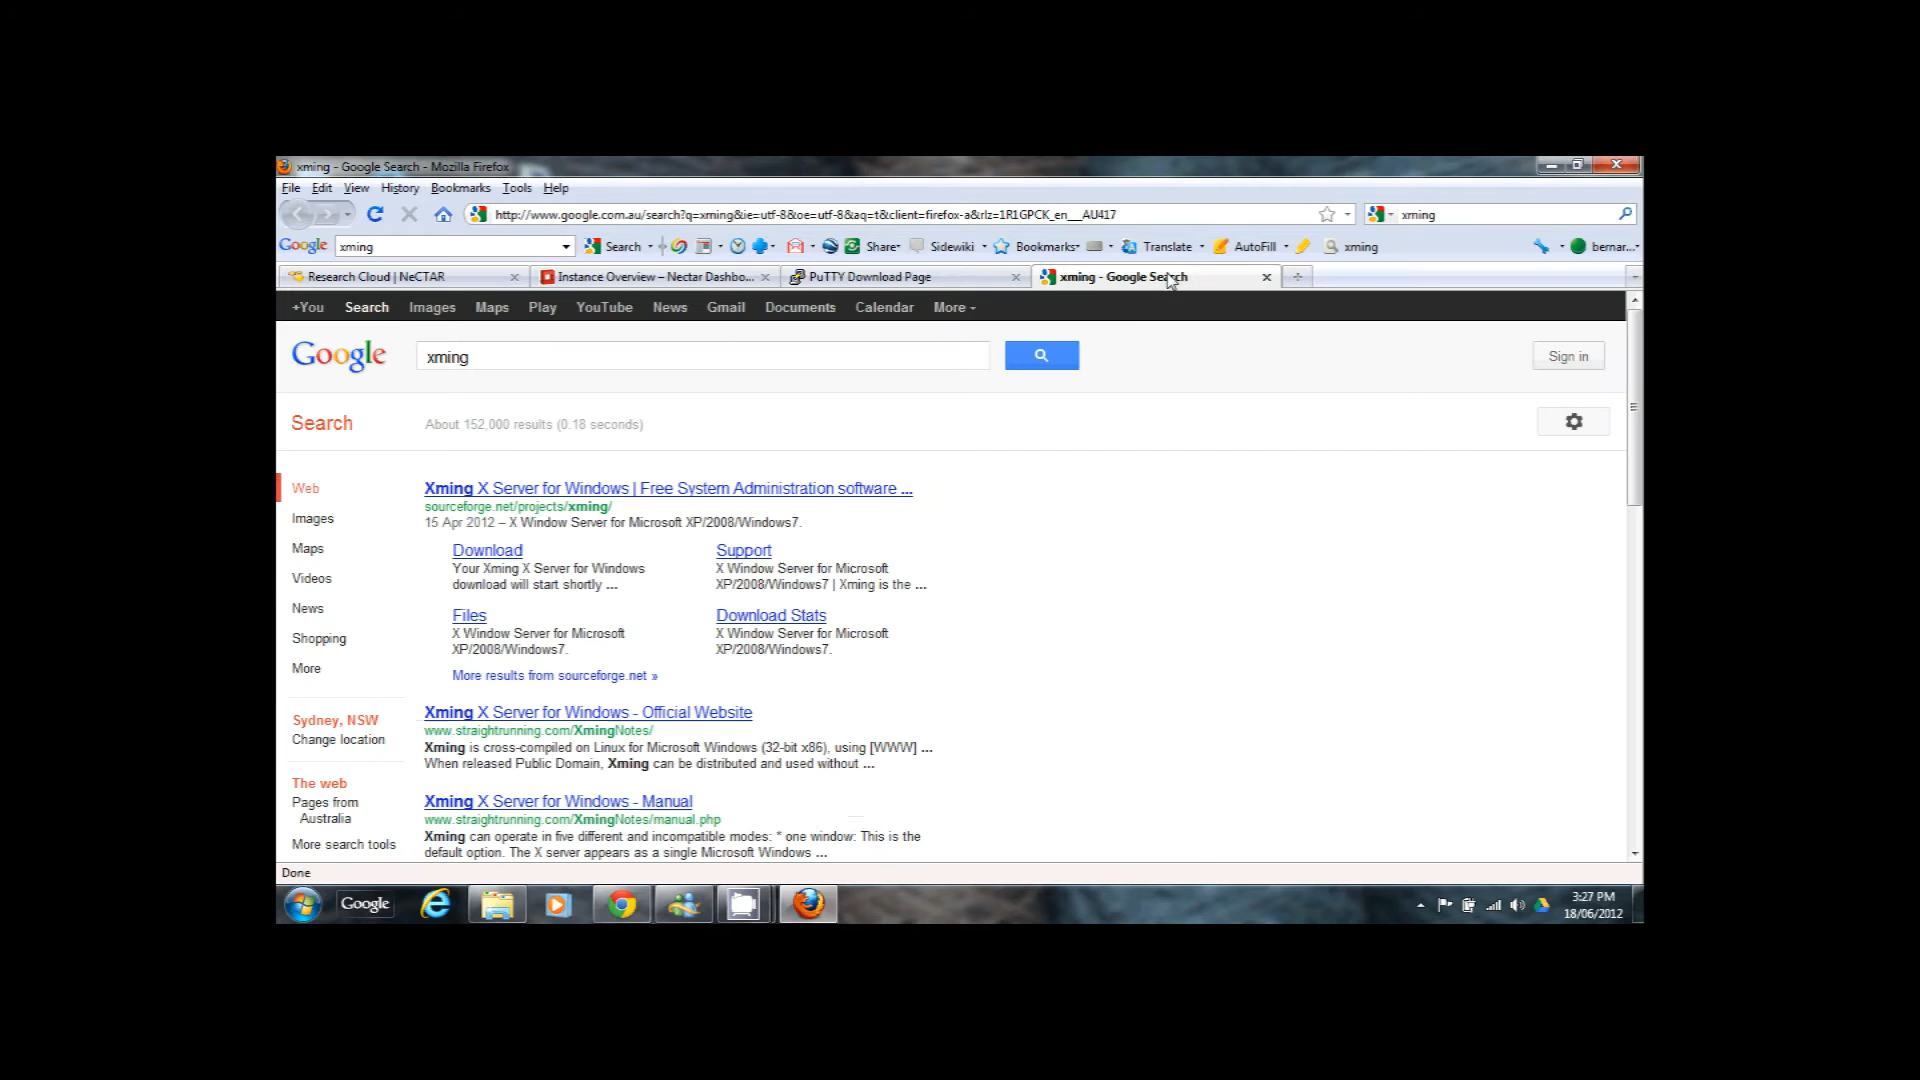 xming - Google Search - Mozilla Firefox
File Edit View History Bookmarks Tools Help
http://www.google.com.au/search?q=xming&ie=utf-8&oe=utf-8&aq=t&client=firefox-a&rlz=1R1GPCK_en__AU417 xming
Google xming Search Share Sidewiki Bookmarks Translate AutoFill xming bernar...
Research Cloud | NeCTAR Instance Overview – Nectar Dashbo... PuTTY Download Page xming - Google Search
+You Search Images Maps Play YouTube News Gmail Documents Calendar More
Google xming Sign in
Search About 152,000 results (0.18 seconds)
Web
Images
Maps
Videos
News
Shopping
More
Sydney, NSW
Change location
The web
Pages from
Australia
More search tools
Xming X Server for Windows | Free System Administration software ...
sourceforge.net/projects/xming/
15 Apr 2012 – X Window Server for Microsoft XP/2008/Windows7.
Download
Your Xming X Server for Windows
download will start shortly ...
Support
X Window Server for Microsoft
XP/2008/Windows7 | Xming is the ...
Files
X Window Server for Microsoft
XP/2008/Windows7.
Download Stats
X Window Server for Microsoft
XP/2008/Windows7.
More results from sourceforge.net »
Xming X Server for Windows - Official Website
www.straightrunning.com/XmingNotes/
Xming is cross-compiled on Linux for Microsoft Windows (32-bit x86), using [WWW] ...
When released Public Domain, Xming can be distributed and used without ...
Xming X Server for Windows - Manual
www.straightrunning.com/XmingNotes/manual.php
Xming can operate in five different and incompatible modes: * one window: This is the
default option. The X server appears as a single Microsoft Windows ...
Done
Google
3:27 PM
18/06/2012